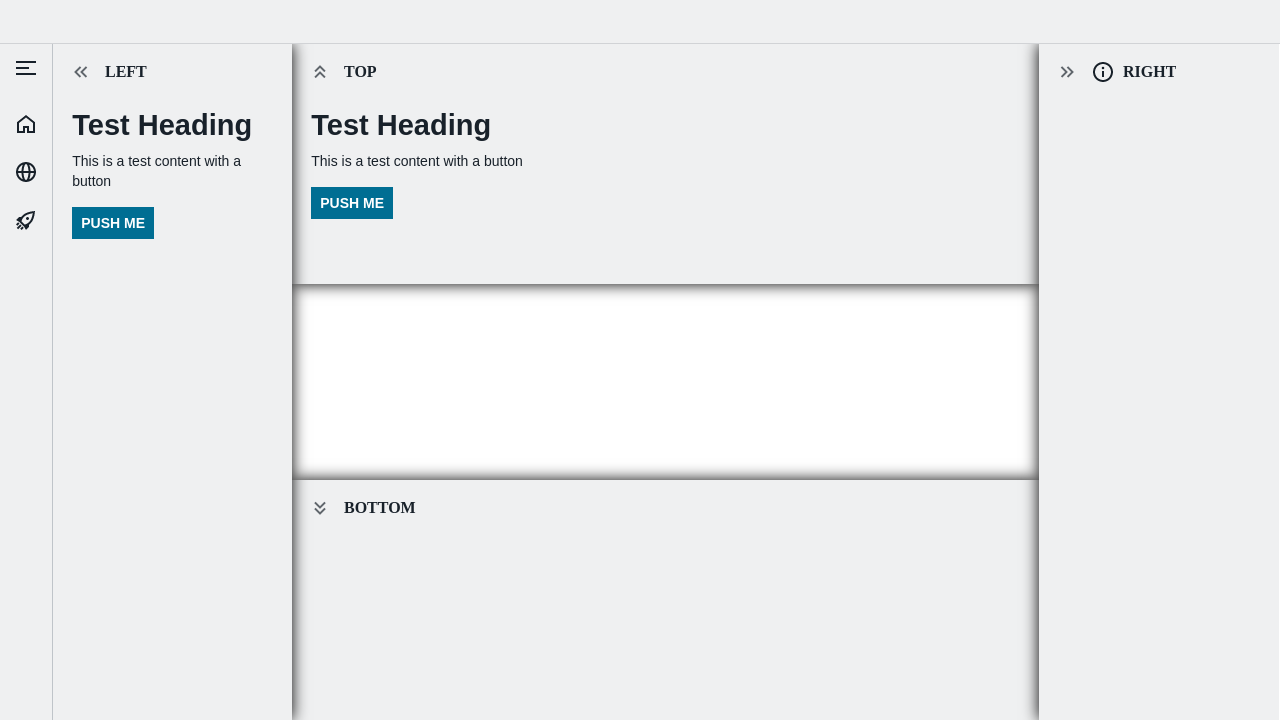 LEFT
Test Heading
This is a test content with a
button
PUSH ME
TOP
Test Heading
This is a test content with a button
PUSH ME
BOTTOM
RIGHT